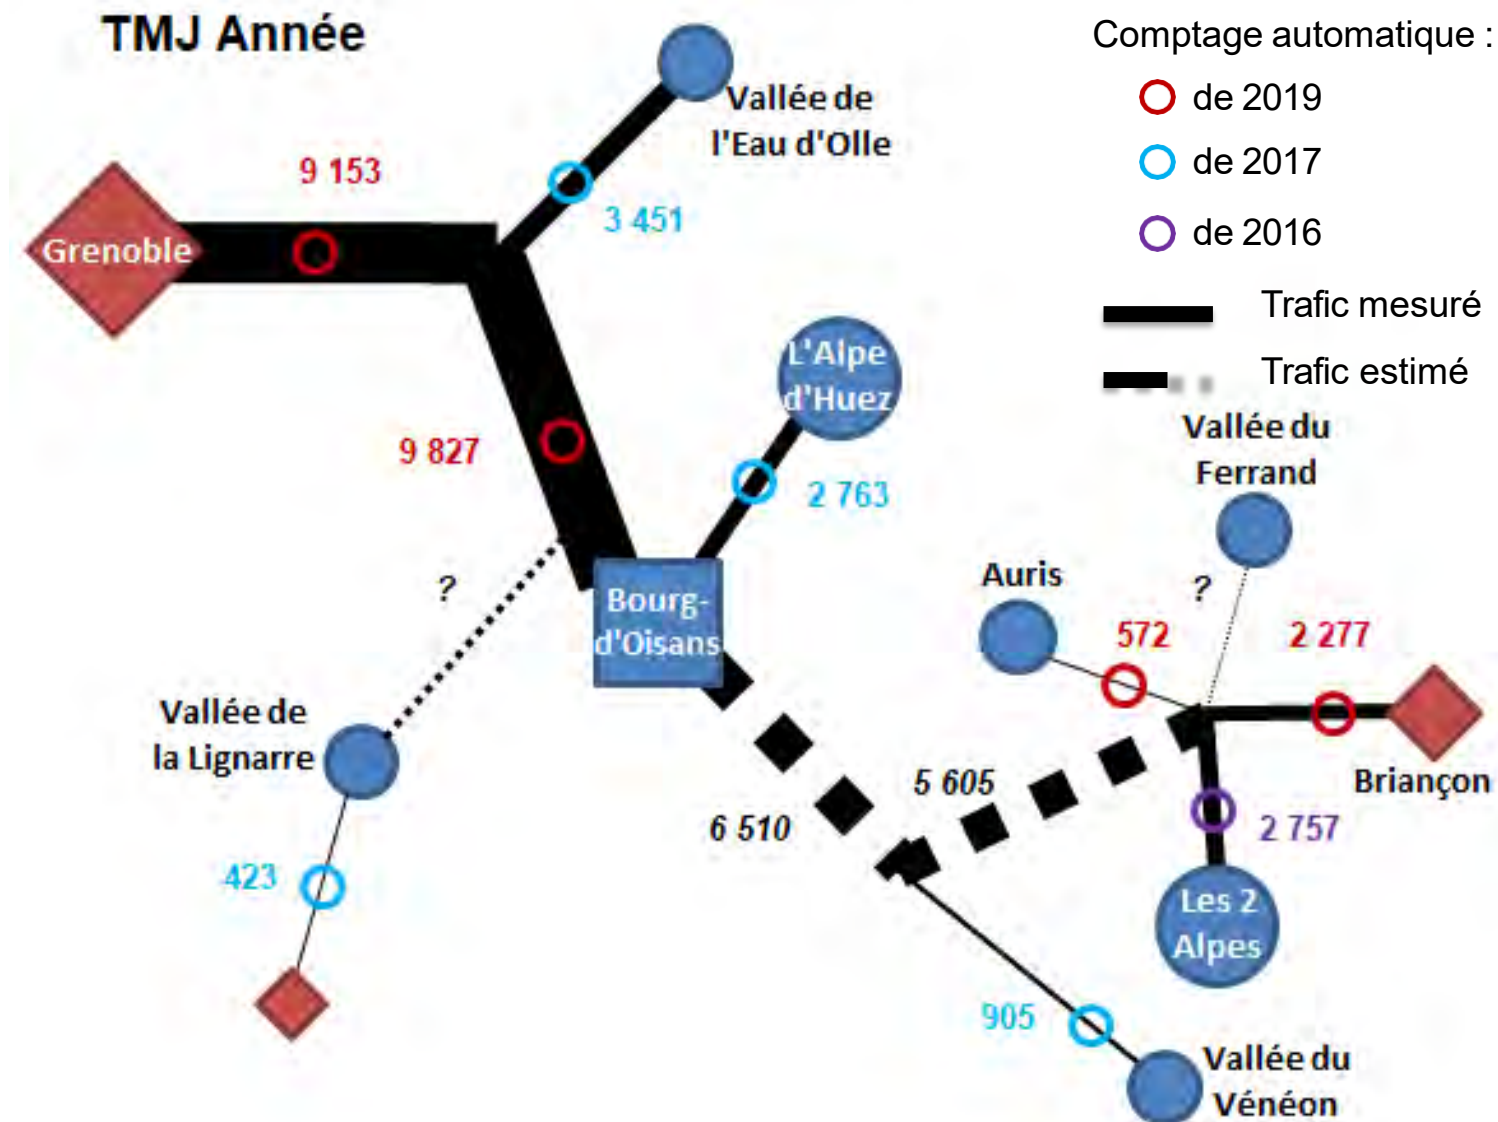 TMJ Année
Comptage automatique :
de 2019
de 2017
de 2016
Trafic mesuré
Trafic estimé
Vallée de
l'Eau d'Olle
9 153
3 451
Grenoble
L'Alpe
d'Huez
9 827
2 763
Vallée du
Ferrand
?
Bourg-
d'Oisans
Auris
?
572
2 277
Vallée de
la Lignarre
5 605
Briançon
6 510
2 757
423
Les 2
Alpes
905
Vallée du
Vénéon